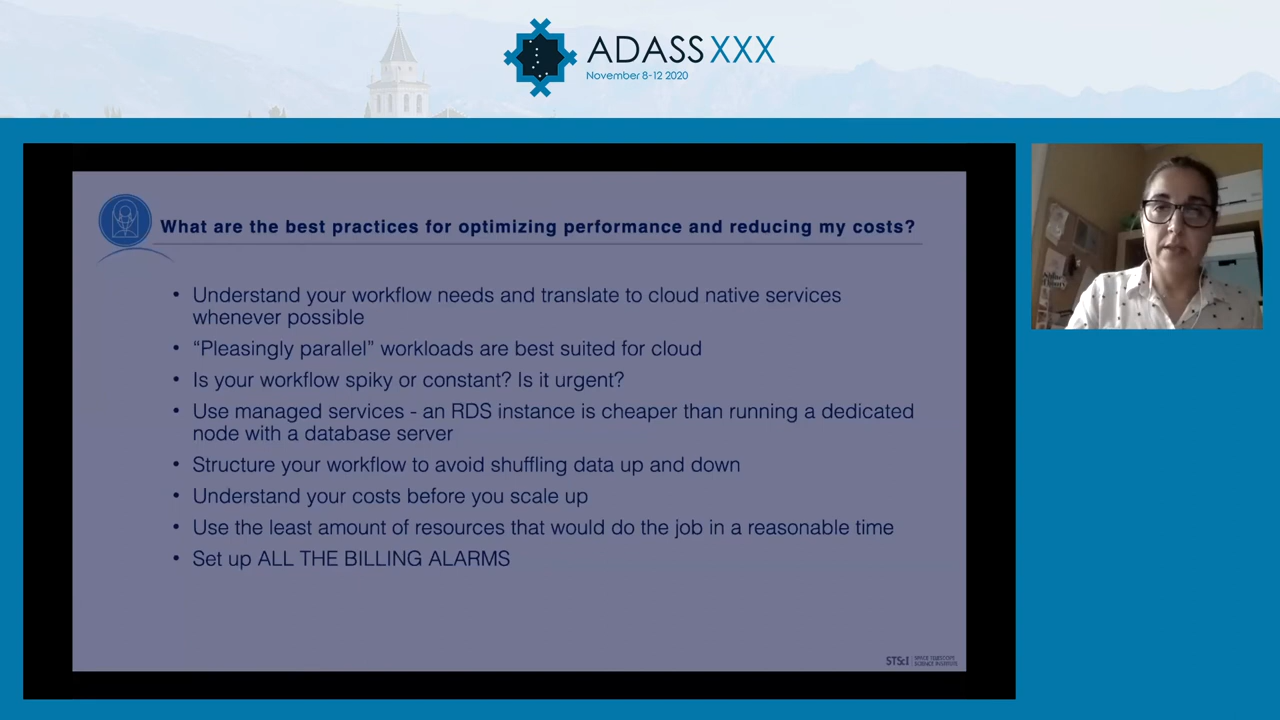 ADASS XXX
November 8-12 2020
What are the best practices for optimizing performance and reducing my costs?
• Understand your workflow needs and translate to cloud native services
whenever possible
• “Pleasingly parallel” workloads are best suited for cloud
• Is your workflow spiky or constant? Is it urgent?
• Use managed services - an RDS instance is cheaper than running a dedicated
node with a database server
• Structure your workflow to avoid shuffling data up and down
• Understand your costs before you scale up
• Use the least amount of resources that would do the job in a reasonable time
• Set up ALL THE BILLING ALARMS
STScI | SPACE TELESCOPE
SCIENCE INSTITUTE